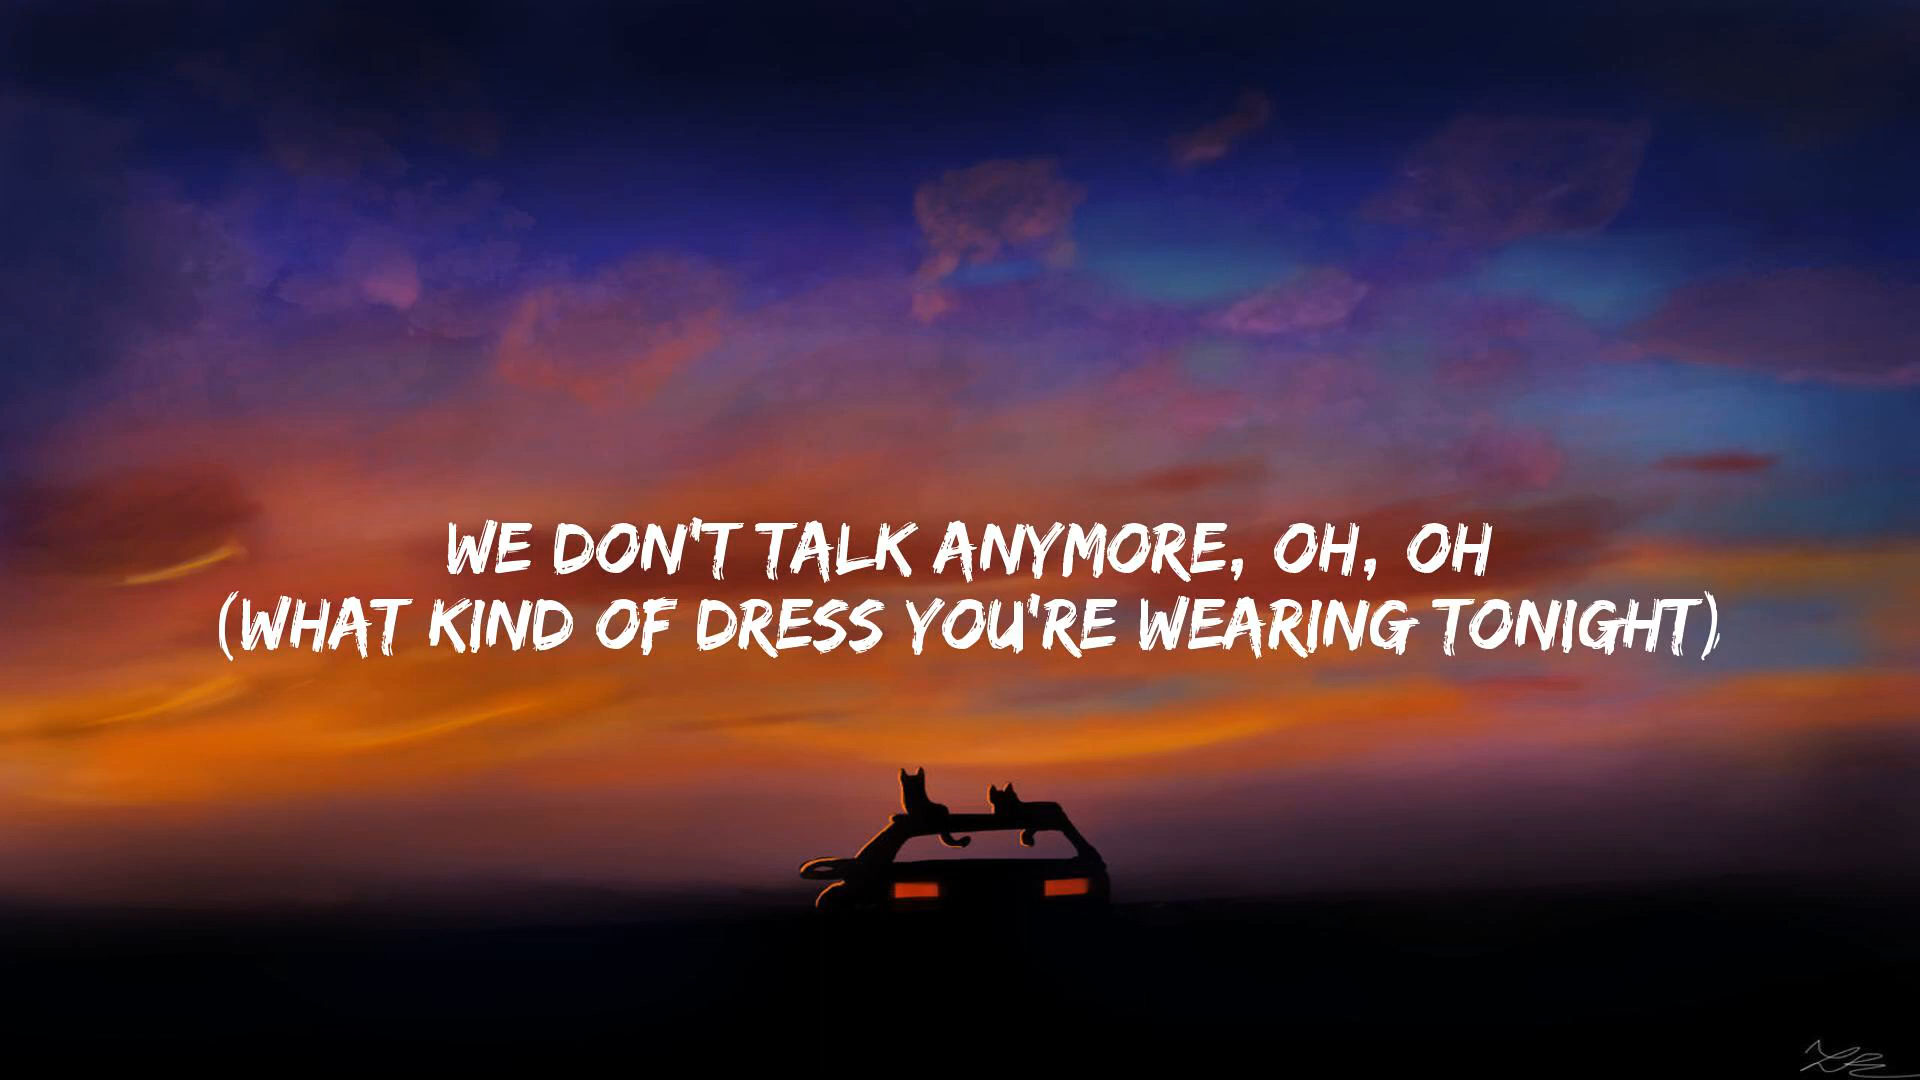 WE DON'T TALK ANYMORE, OH, OH
(WHAT KIND OF DRESS YOU'RE WEARING TONIGHT)